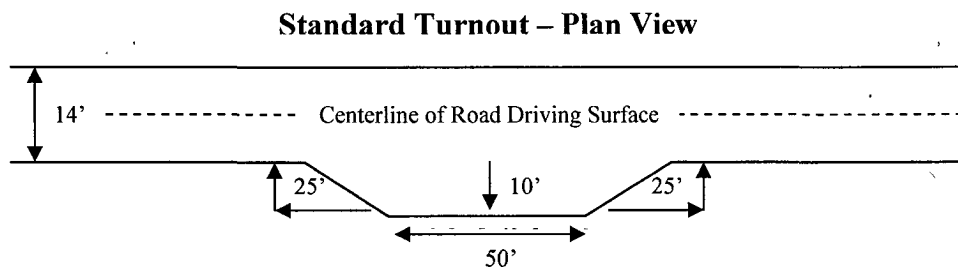 Standard Turnout – Plan View
14’
Centerline of Road Driving Surface
25’
10’
25’
50’